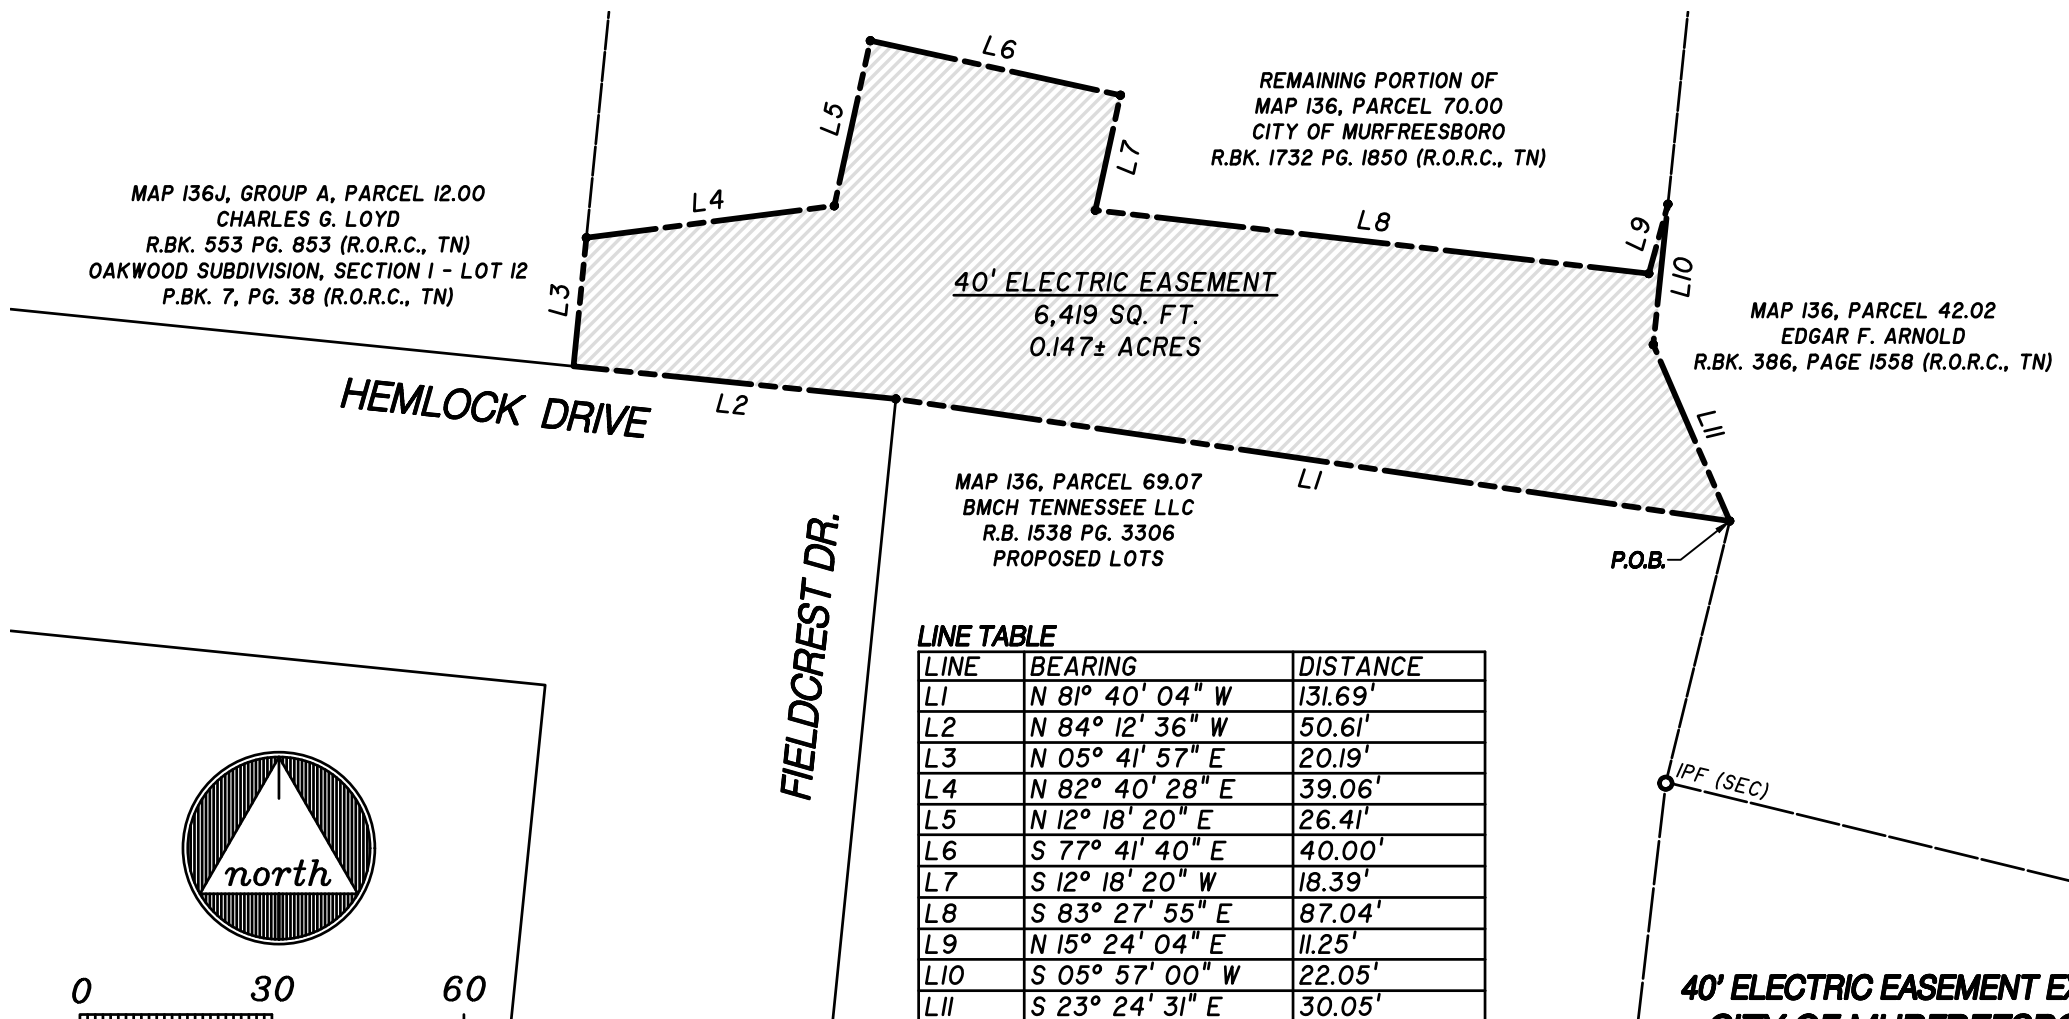 L6
REMAINING PORTION OF
MAP 136, PARCEL 70.00
CITY OF MURFREESBORO
R.BK. 1732 PG. 1850 (R.O.R.C., TN)
L5
L7
MAP 136J, GROUP A, PARCEL 12.00
CHARLES G. LOYD
R.BK. 553 PG. 853 (R.O.R.C., TN)
OAKWOOD SUBDIVISION, SECTION 1 - LOT 12
P.BK. 7, PG. 38 (R.O.R.C., TN)
L4
L8
L9
L3
L10
40' ELECTRIC EASEMENT
6,419 SQ. FT.
0.147± ACRES
MAP 136, PARCEL 42.02
EDGAR F. ARNOLD
R.BK. 386, PAGE 1558 (R.O.R.C., TN)
HEMLOCK DRIVE
L2
L11
L1
MAP 136, PARCEL 69.07
BMCH TENNESSEE LLC
R.B. 1538 PG. 3306
PROPOSED LOTS
P.O.B.
FIELDCREST DR.
LINE TABLE
LINE BEARING DISTANCE
L1 N 81° 40' 04" W 131.69'
L2 N 84° 12' 36" W 50.61'
L3 N 05° 41' 57" E 20.19'
L4 N 82° 40' 28" E 39.06'
L5 N 12° 18' 20" E 26.41'
L6 S 77° 41' 40" E 40.00'
L7 S 12° 18' 20" W 18.39'
L8 S 83° 27' 55" E 87.04'
L9 N 15° 24' 04" E 11.25'
L10 S 05° 57' 00" W 22.05'
L11 S 23° 24' 31" E 30.05'
IPF (SEC)
north
0 30 60
40' ELECTRIC EASEMENT EX
CITY OF MURFREESBO